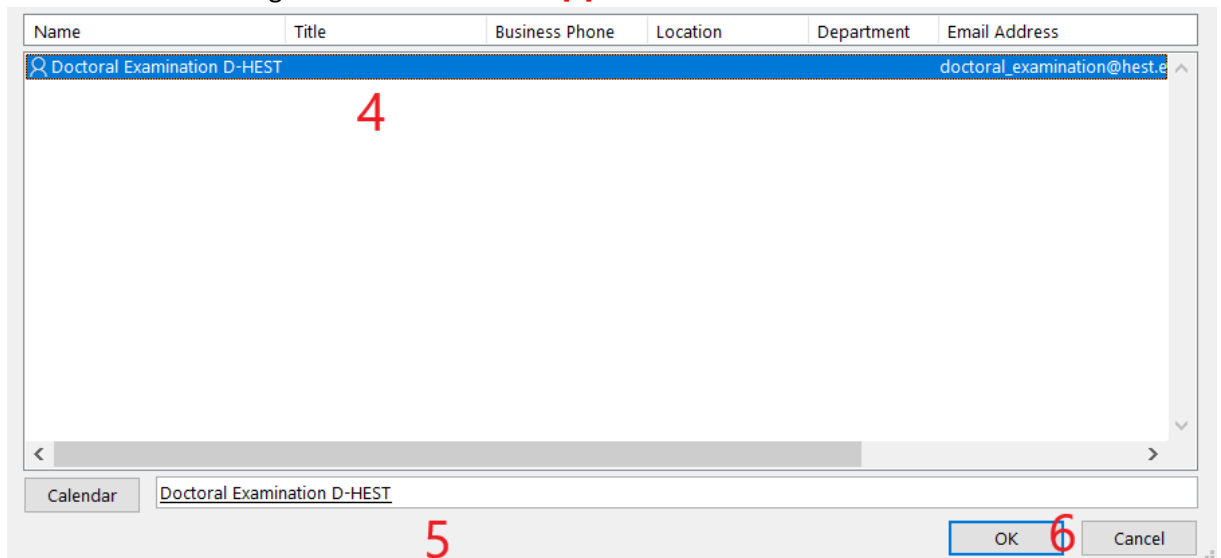 Name Title Business Phone Location Department Email Address
Doctoral Examination D-HEST doctoral_examination@hest.e
4
Calendar Doctoral Examination D-HEST
5
OK 6 Cancel